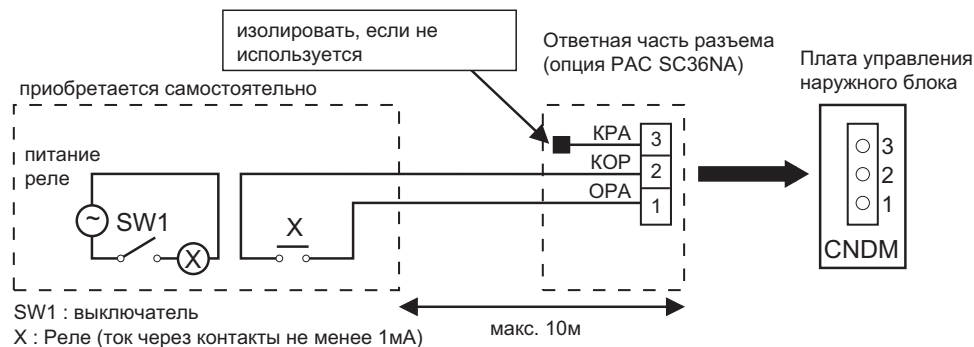 изолировать, если не
используется
Ответная часть разъема
(опция PAC SC36NA)
Плата управления
наружного блока
приобретается самостоятельно
питание
реле
~
SW1
X
X
КРА
КОР
ОРА
3
2
1
3
2
1
CNDM
макс. 10м
SW1 : выключатель
X : Реле (ток через контакты не менее 1мА)